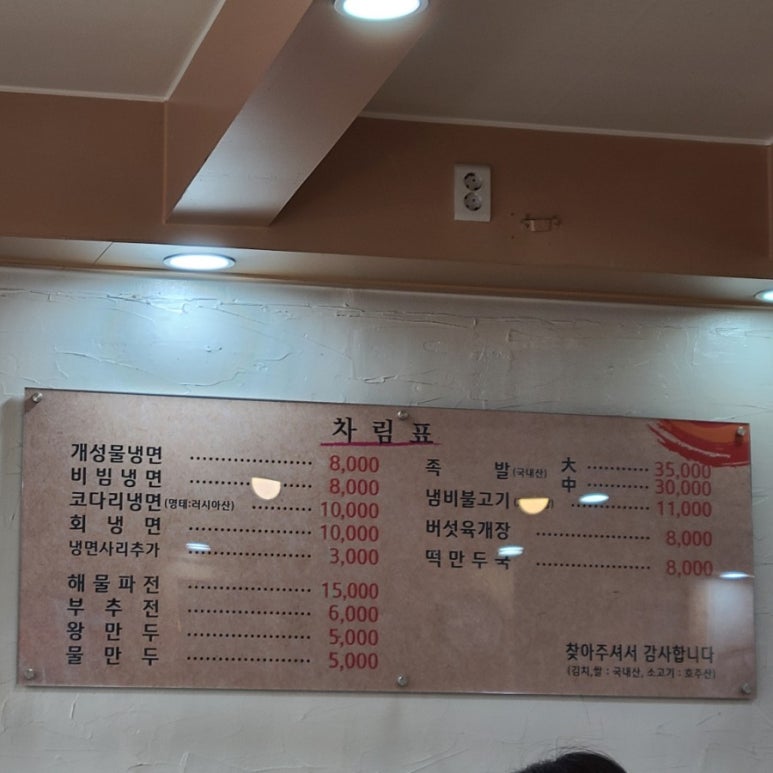 차림표
개성물냉면 ........................ 8,000
비빔냉면 ........................ 8,000
코다리냉면 (명태:러시아산) ............ 10,000
회냉면 ........................ 10,000
냉면사리추가 ........................ 3,000
해물파전 ........................ 15,000
부추전 ........................ 6,000
왕만두 ........................ 5,000
물만두 ........................ 5,000
족발 (국내산) 大 ............ 35,000
中 ............ 30,000
냄비불고기 ............ 11,000
버섯육개장 ........................ 8,000
떡만두국 ........................ 8,000
찾아주셔서 감사합니다
(김치,쌀 : 국내산, 소고기 : 호주산)